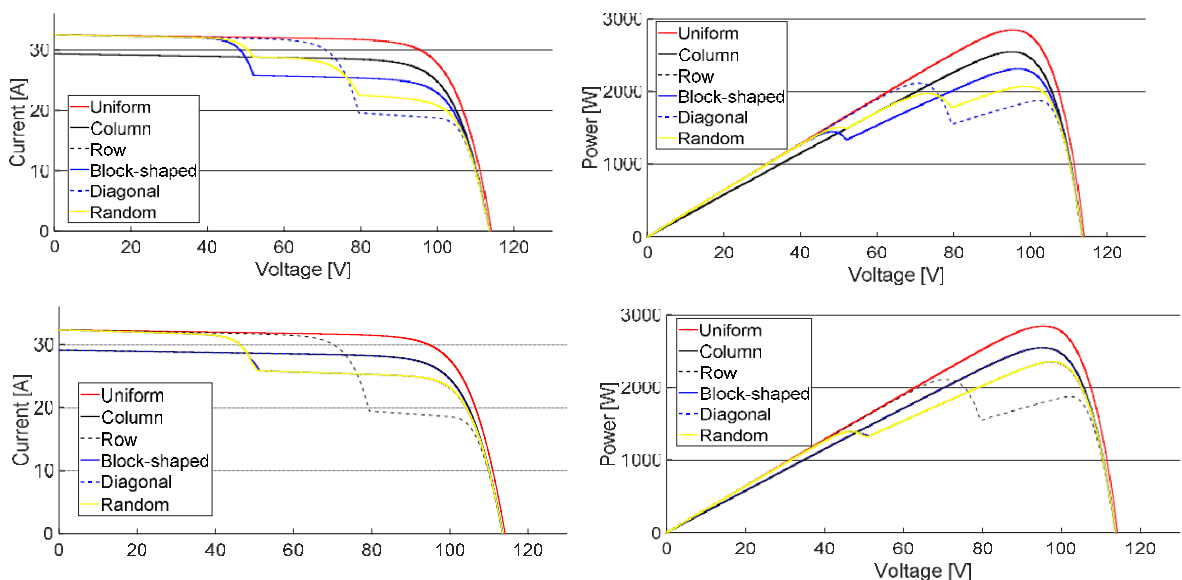 Current [A]
30
20
10
0
Uniform
Column
Row
Block-shaped
Diagonal
Random
0 20 40 60 80 100 120
Voltage [V]
Power [W]
3000
2000
1000
0
Uniform
Column
Row
Block-shaped
Diagonal
Random
0 20 40 60 80 100 120
Voltage [V]
Current [A]
30
20
10
0
Uniform
Column
Row
Block-shaped
Diagonal
Random
0 20 40 60 80 100 120
Voltage [V]
Power [W]
3000
2000
1000
0
Uniform
Column
Row
Block-shaped
Diagonal
Random
0 20 40 60 80 100 120
Voltage [V]